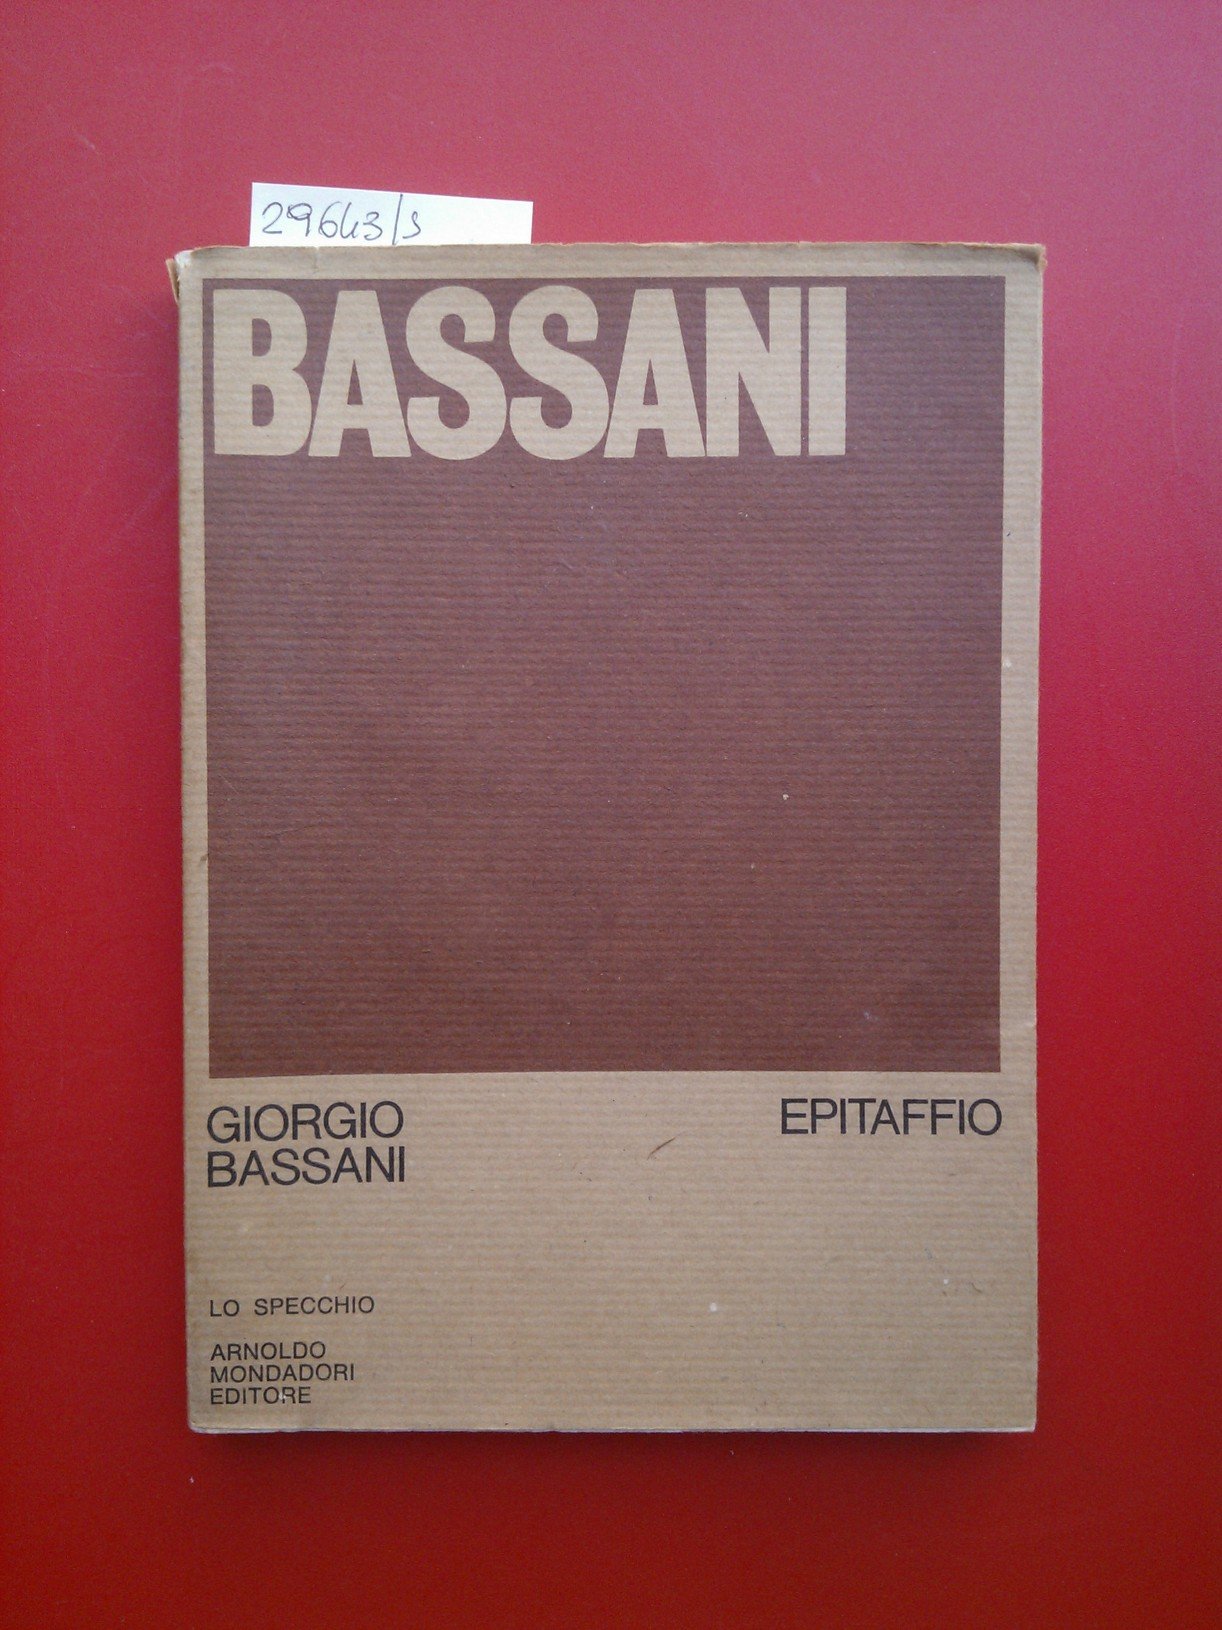 29643/s
BASSANI
GIORGIO
BASSANI
EPITAFFIO
LO SPECCHIO
ARNOLDO
MONDADORI
EDITORE